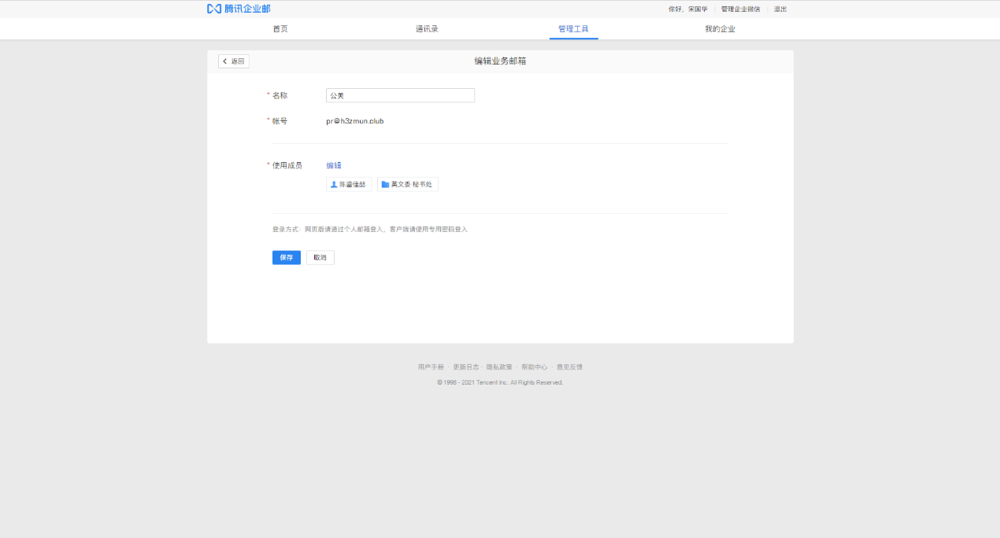 腾讯企业邮
你好，宋国华 管理企业微信 退出
首页 通讯录 管理工具 我的企业
返回 编辑业务邮箱
* 名称 公关
* 帐号 pr@h3zmun.club
* 使用成员 编辑
陈鎏佳喆 英文委·秘书处
登录方式：网页版请通过个人邮箱登入，客户端请使用专用密码登入
保存 取消
用户手册 · 更新日志 · 隐私政策 · 帮助中心 · 意见反馈
© 1998 - 2021 Tencent Inc. All Rights Reserved.